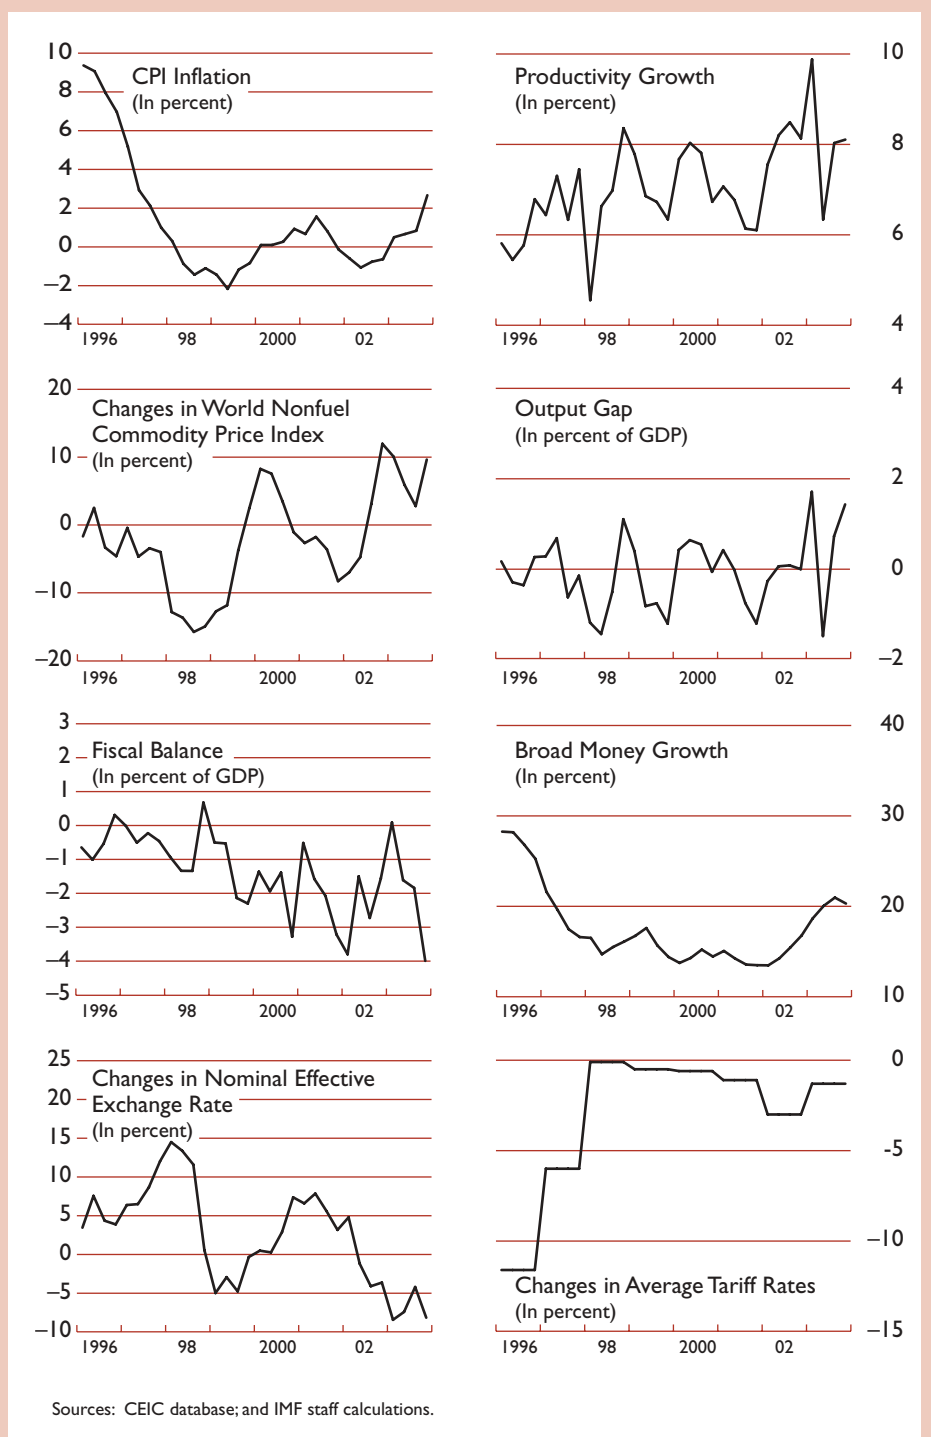 10
8
6
4
2
0
−2
−4
CPI Inflation
(In percent)
1996 98 2000 02
Productivity Growth
(In percent)
10
8
6
4
1996 98 2000 02
20
10
0
−10
−20
Changes in World Nonfuel
Commodity Price Index
(In percent)
1996 98 2000 02
Output Gap
(In percent of GDP)
4
2
0
−2
1996 98 2000 02
3
2
1
0
−1
−2
−3
−4
−5
Fiscal Balance
(In percent of GDP)
1996 98 2000 02
Broad Money Growth
(In percent)
40
30
20
10
1996 98 2000 02
25
20
15
10
5
0
−5
−10
Changes in Nominal Effective
Exchange Rate
(In percent)
1996 98 2000 02
0
-5
−10
−15
Changes in Average Tariff Rates
(In percent)
1996 98 2000 02
Sources: CEIC database; and IMF staff calculations.